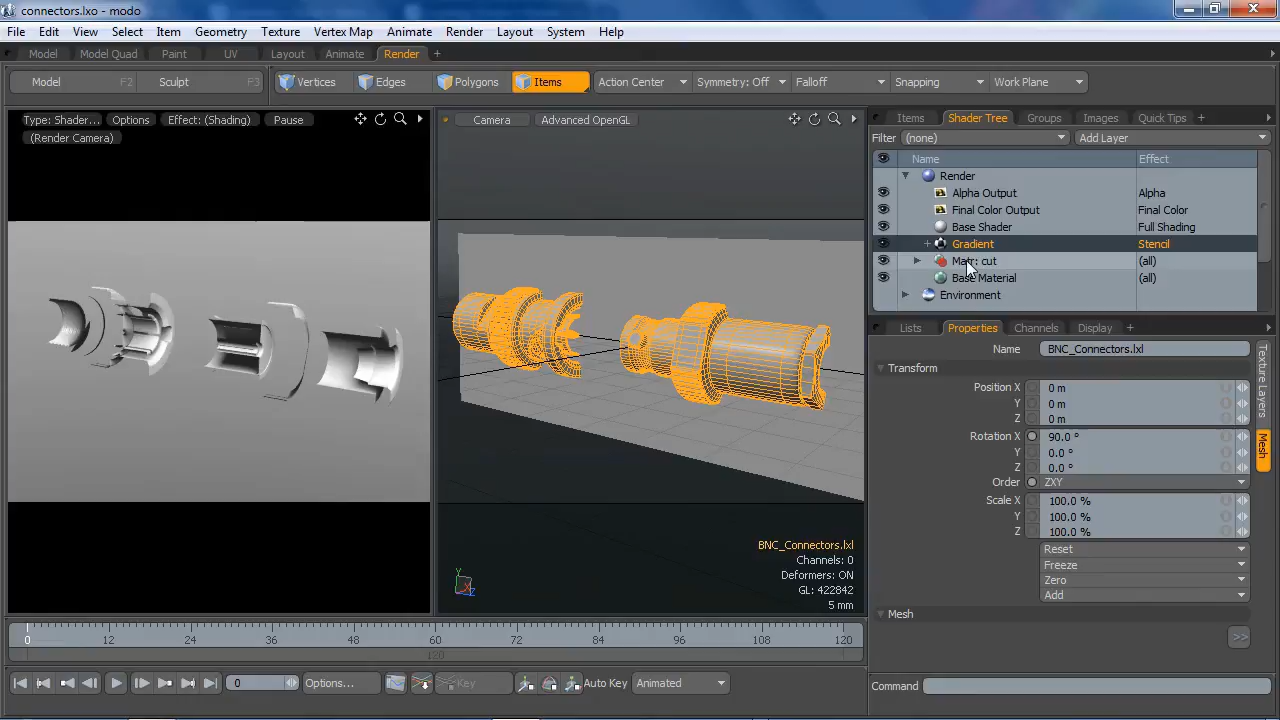 connectors.lxo - modo
File Edit View Select Item Geometry Texture Vertex Map Animate Render Layout System Help
Model Model Quad Paint UV Layout Animate Render +
Model F2 Sculpt F3 Vertices Edges Polygons Items Action Center Symmetry: Off Falloff Snapping Work Plane
Type: Shader... Options Effect: (Shading) Pause
(Render Camera)
Camera Advanced OpenGL
BNC_Connectors.lxl
Channels: 0
Deformers: ON
GL: 422842
5 mm
Items Shader Tree Groups Images Quick Tips +
Filter (none) Add Layer
Name Effect
Render
Alpha Output Alpha
Final Color Output Final Color
Base Shader Full Shading
+ Gradient Stencil
cut (all)
Base Material (all)
Environment
Lists Properties Channels Display +
Name BNC_Connectors.lxl
Transform
Position X 0 m
Y 0 m
Z 0 m
Rotation X 90.0 °
Y 0.0 °
Z 0.0 °
Order ZXY
Scale X 100.0 %
Y 100.0 %
Z 100.0 %
Reset
Freeze
Zero
Add
Mesh
>>
Texture Layers
Mesh
0 12 24 36 48 60 72 84 96 108 120
120
0 Options... Key Auto Key Animated
Command